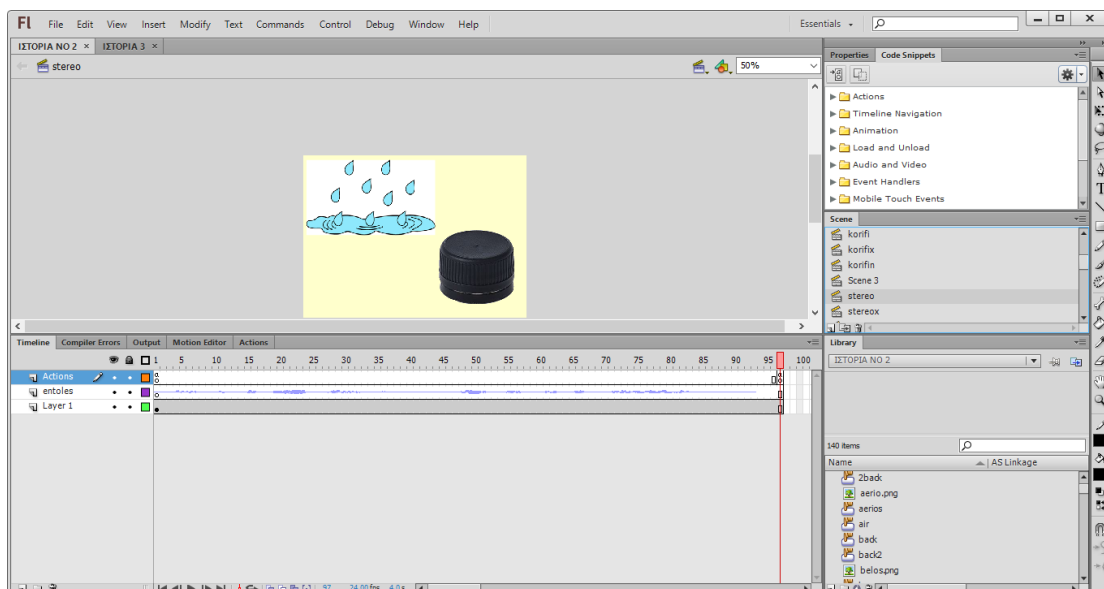 Fl File Edit View Insert Modify Text Commands Control Debug Window Help Essentials
ΙΣΤΟΡΙΑ ΝΟ 2 × ΙΣΤΟΡΙΑ 3 ×
stereo 50%
Properties Code Snippets
Actions
Timeline Navigation
Animation
Load and Unload
Audio and Video
Event Handlers
Mobile Touch Events
Scene
korifi
korifix
korifin
Scene 3
stereo
stereox
Timeline Compiler Errors Output Motion Editor Actions
1 5 10 15 20 25 30 35 40 45 50 55 60 65 70 75 80 85 90 95 100
Actions
entoles
Layer 1
97 24.00 fps 4.0 s
Library
ΙΣΤΟΡΙΑ ΝΟ 2
140 items
Name AS Linkage
2back
aerio.png
aerios
air
back
back2
belos.png